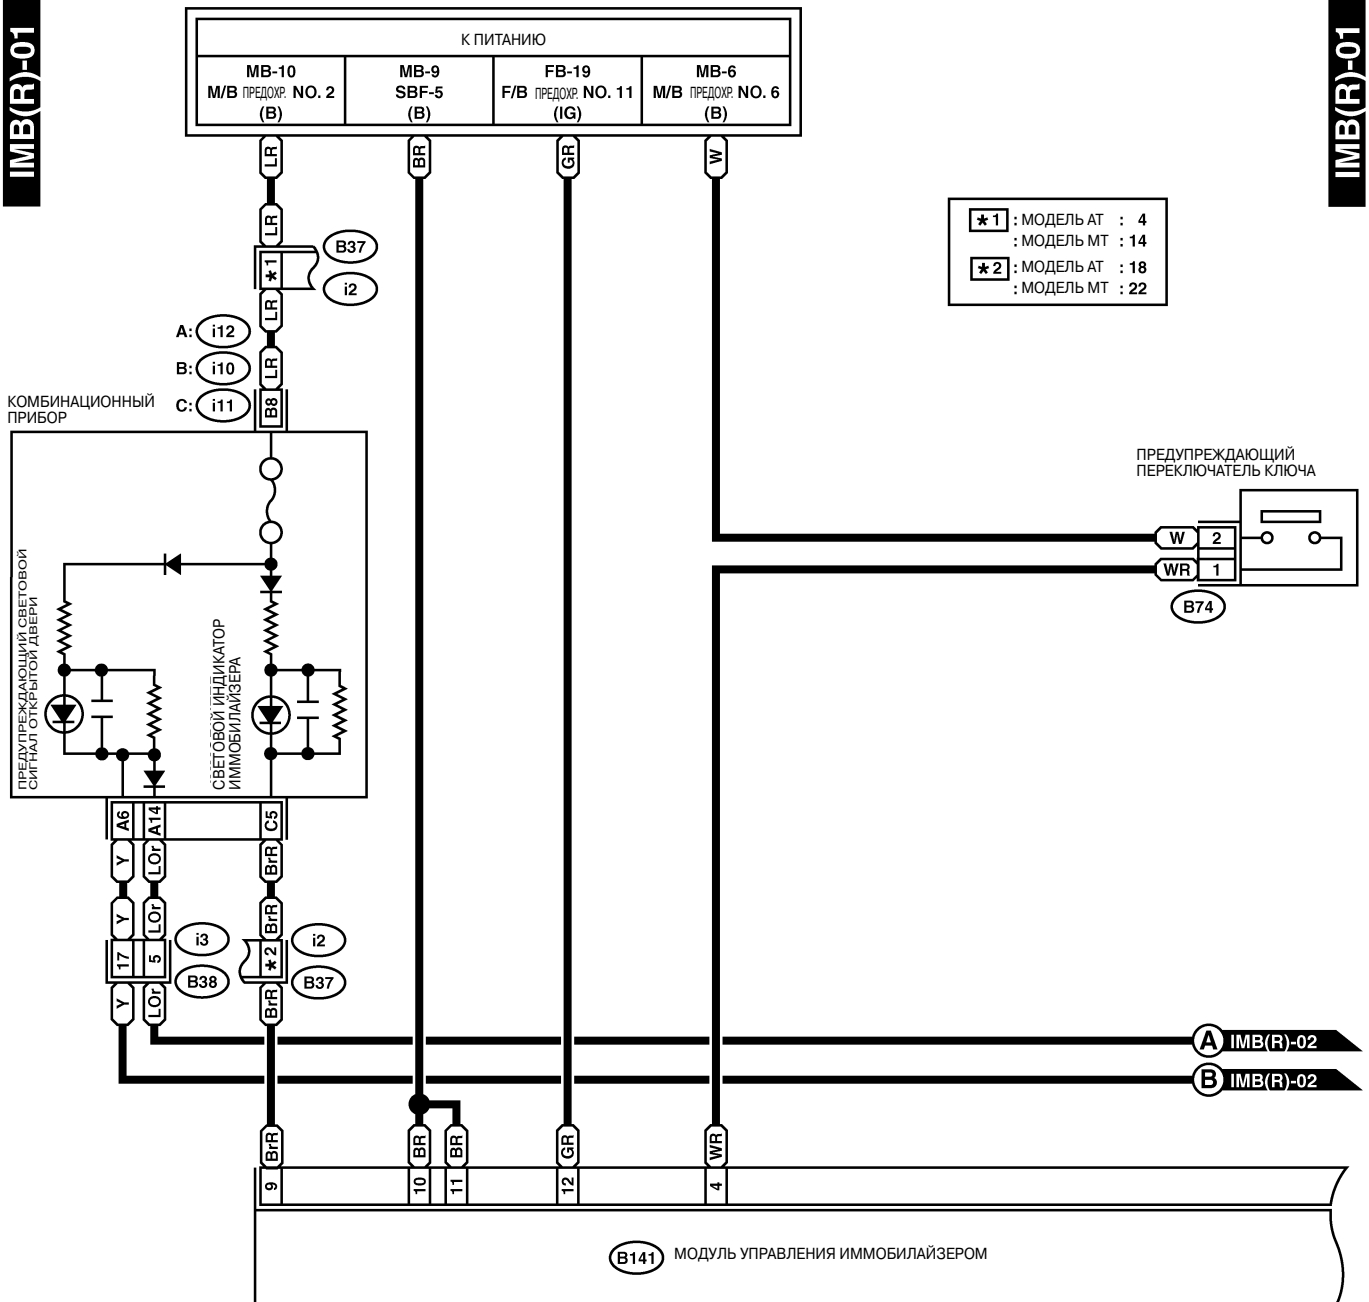 IMB(R)-01
IMB(R)-01
К ПИТАНИЮ
MB-10
M/B ПРЕДОХР. NO. 2
(B)
MB-9
SBF-5
(B)
FB-19
F/B ПРЕДОХР. NO. 11
(IG)
MB-6
M/B ПРЕДОХР. NO. 6
(B)
LR
BR
GR
W
LR
*1
B37
i2
LR
*1 : МОДЕЛЬ AT : 4
: МОДЕЛЬ MT : 14
*2 : МОДЕЛЬ AT : 18
: МОДЕЛЬ MT : 22
A: i12
B: i10
C: i11
LR
B8
КОМБИНАЦИОННЫЙ
ПРИБОР
ПРЕДУПРЕЖДАЮЩИЙ
ПЕРЕКЛЮЧАТЕЛЬ КЛЮЧА
W 2
WR 1
B74
ПРЕДУПРЕЖДАЮЩИЙ СВЕТОВОЙ
СИГНАЛ ОТКРЫТОЙ ДВЕРИ
СВЕТОВОЙ ИНДИКАТОР
ИММОБИЛАЙЗЕРА
A6
A14
C5
Y
LOr
BrR
Y
LOr
BrR
17
5
i3
B38
*2
i2
B37
Y
LOr
BrR
A IMB(R)-02
B IMB(R)-02
BrR
BR
BR
GR
WR
9
10
11
12
4
B141 МОДУЛЬ УПРАВЛЕНИЯ ИММОБИЛАЙЗЕРОМ